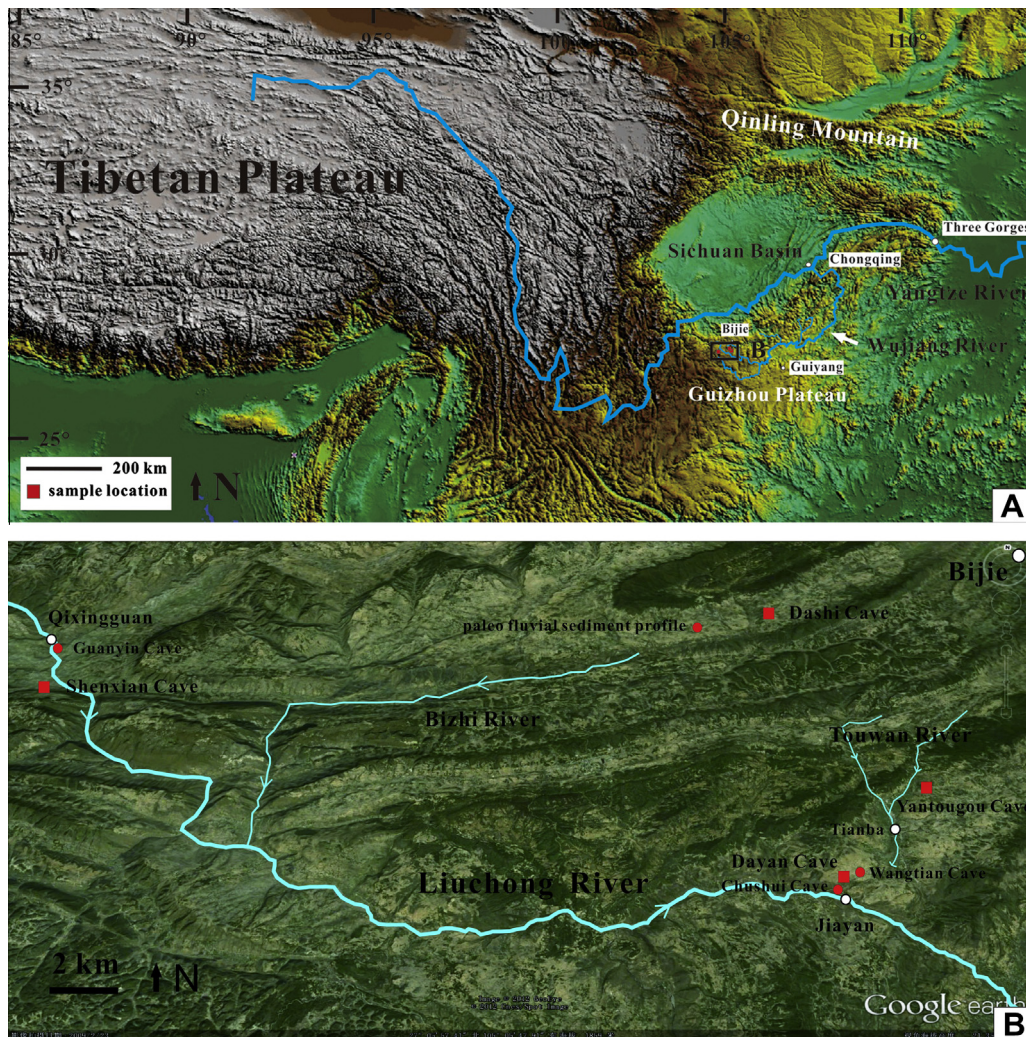 85°
90°
95°
100°
105°
110°
35°
Qinling Mountain
Tibetan Plateau
Three Gorges
30°
Sichuan Basin
Chongqing
Yangtze River
Bijie
B
Wujiang River
Guiyang
Guizhou Plateau
25°
200 km
sample location
N
A
Bijie
Qixingguan
Dashi Cave
paleo fluvial sediment profile
Guanyin Cave
Shenxian Cave
Bizhi River
Touwan River
Yantougou Cave
Tianba
Dayan Cave
Wangtian Cave
Liuchong River
Chushui Cave
Jiayan
2 km
N
Google earth
B